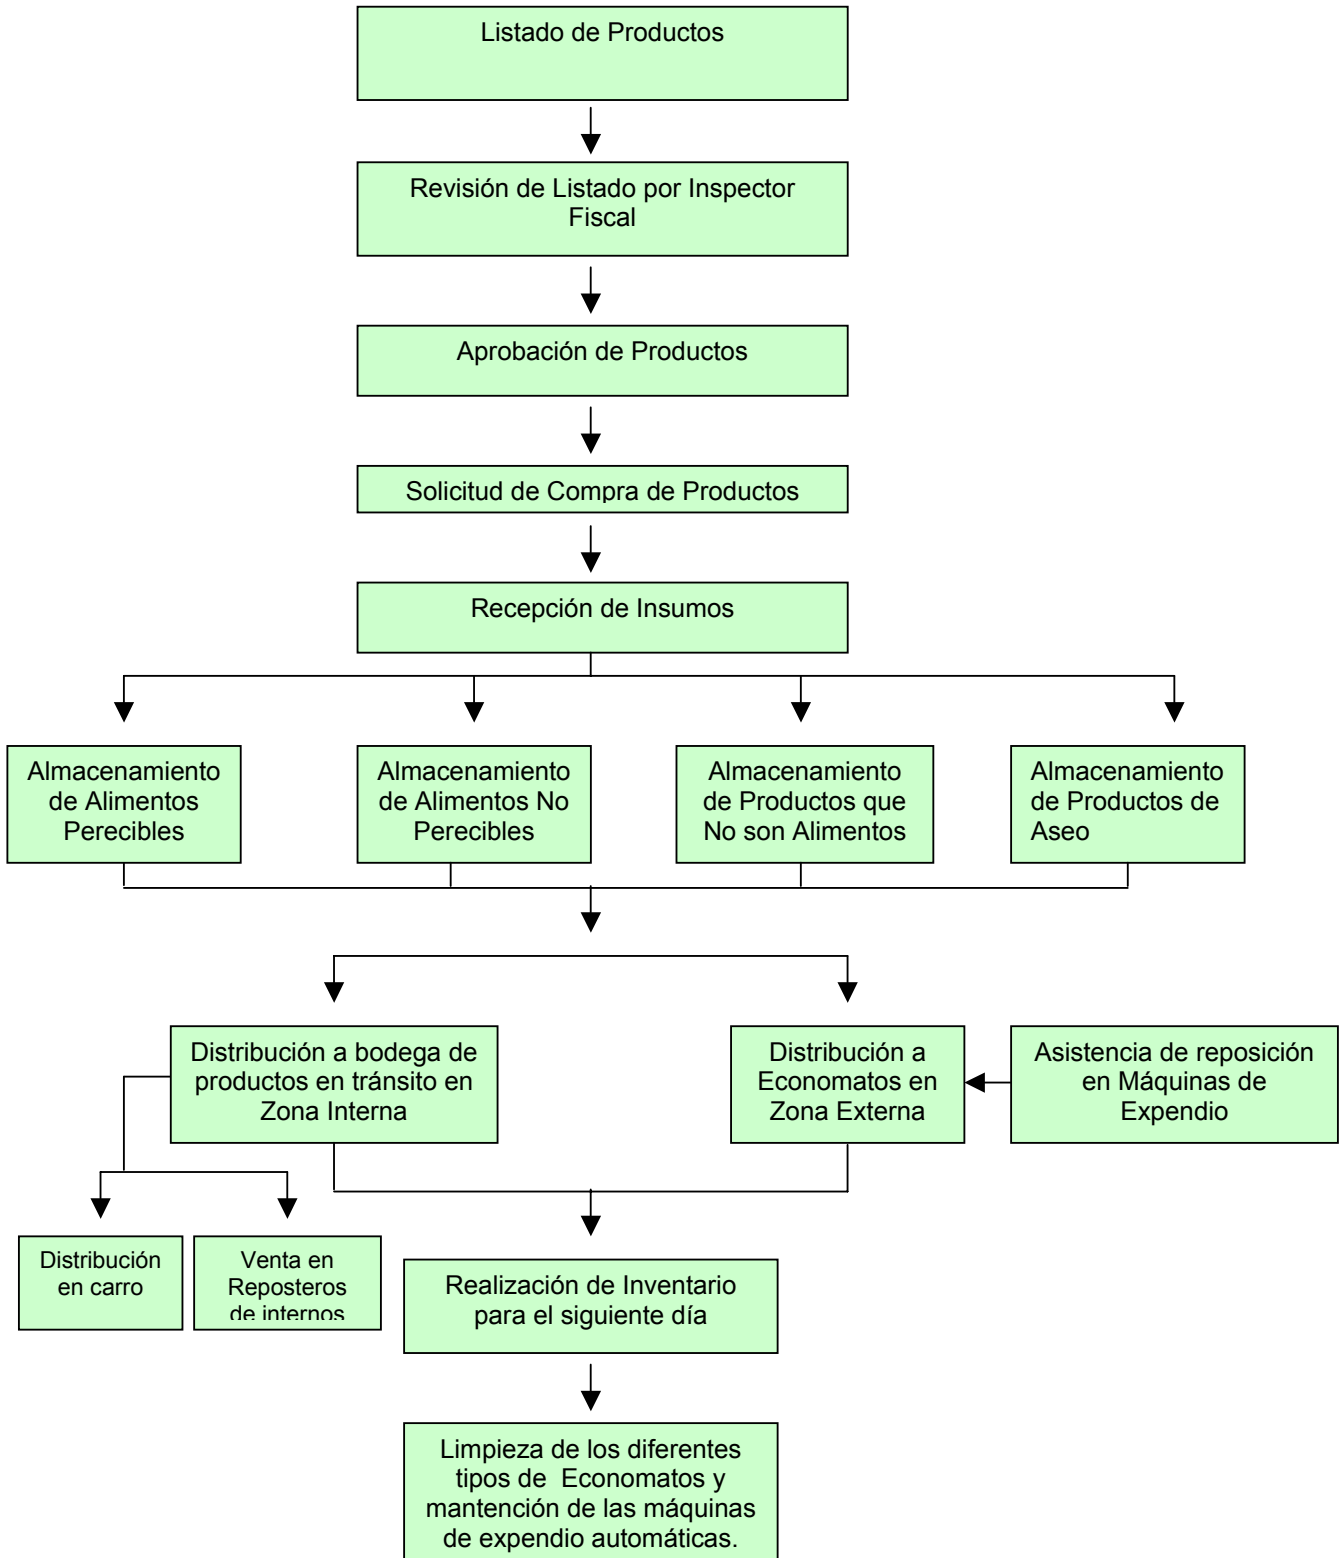 Listado de Productos
Revisión de Listado por Inspector
Fiscal
Aprobación de Productos
Solicitud de Compra de Productos
Recepción de Insumos
Almacenamiento
de Alimentos
Perecibles
Almacenamiento
de Alimentos No
Perecibles
Almacenamiento
de Productos que
No son Alimentos
Almacenamiento
de Productos de
Aseo
Distribución a bodega de
productos en tránsito en
Zona Interna
Distribución a
Economatos en
Zona Externa
Asistencia de reposición
en Máquinas de
Expendio
Distribución
en carro
Venta en
Reposteros
de internos
Realización de Inventario
para el siguiente día
Limpieza de los diferentes
tipos de  Economatos y
mantención de las máquinas
de expendio automáticas.